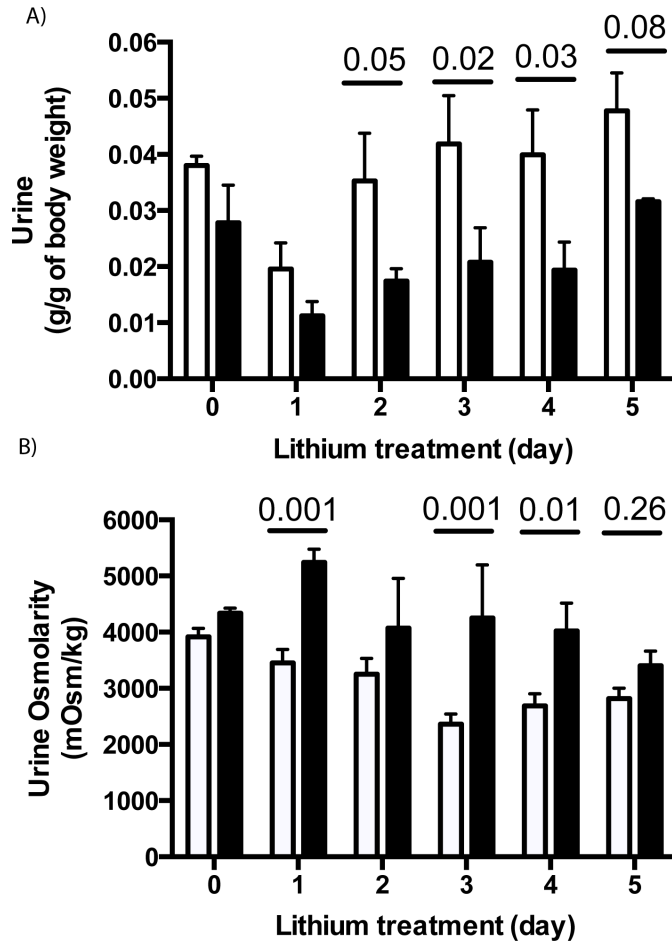 A)
0.05
0.02
0.03
0.08
Urine
(g/g of body weight)
0.06
0.05
0.04
0.03
0.02
0.01
0.00
0 1 2 3 4 5
Lithium treatment (day)
B)
0.001
0.001
0.01
0.26
Urine Osmolarity
(mOsm/kg)
6000
5000
4000
3000
2000
1000
0
0 1 2 3 4 5
Lithium treatment (day)